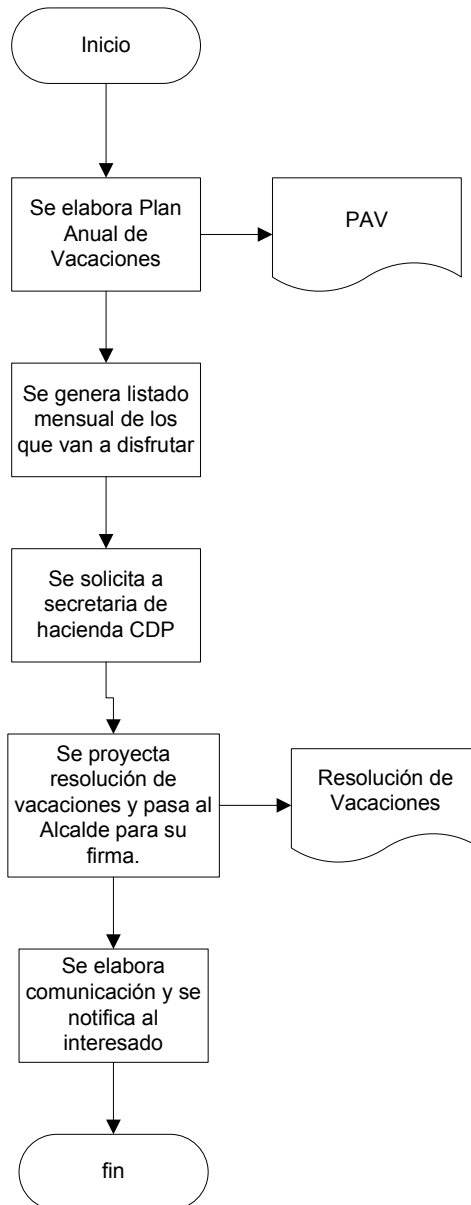 Inicio
Se elabora Plan
Anual de
Vacaciones
PAV
Se genera listado
mensual de los
que van a disfrutar
Se solicita a
secretaria de
hacienda CDP
Se proyecta
resolución de
vacaciones y pasa al
Alcalde para su
firma.
Resolución de
Vacaciones
Se elabora
comunicación y se
notifica al
interesado
fin